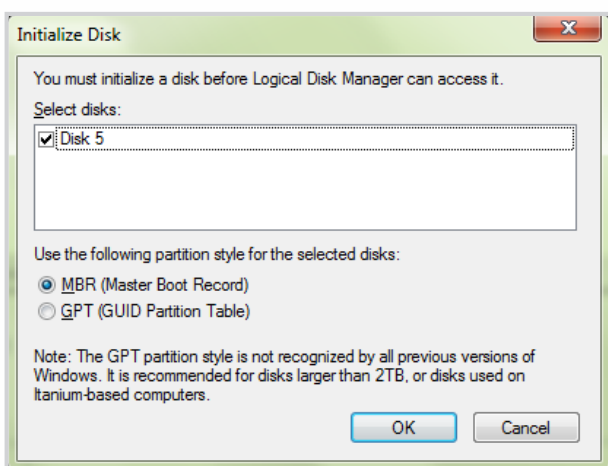 Initialize Disk
You must initialize a disk before Logical Disk Manager can access it.
Select disks:
Disk 5
Use the following partition style for the selected disks:
MBR (Master Boot Record)
GPT (GUID Partition Table)
Note: The GPT partition style is not recognized by all previous versions of
Windows. It is recommended for disks larger than 2TB, or disks used on
Itanium-based computers.
OK Cancel